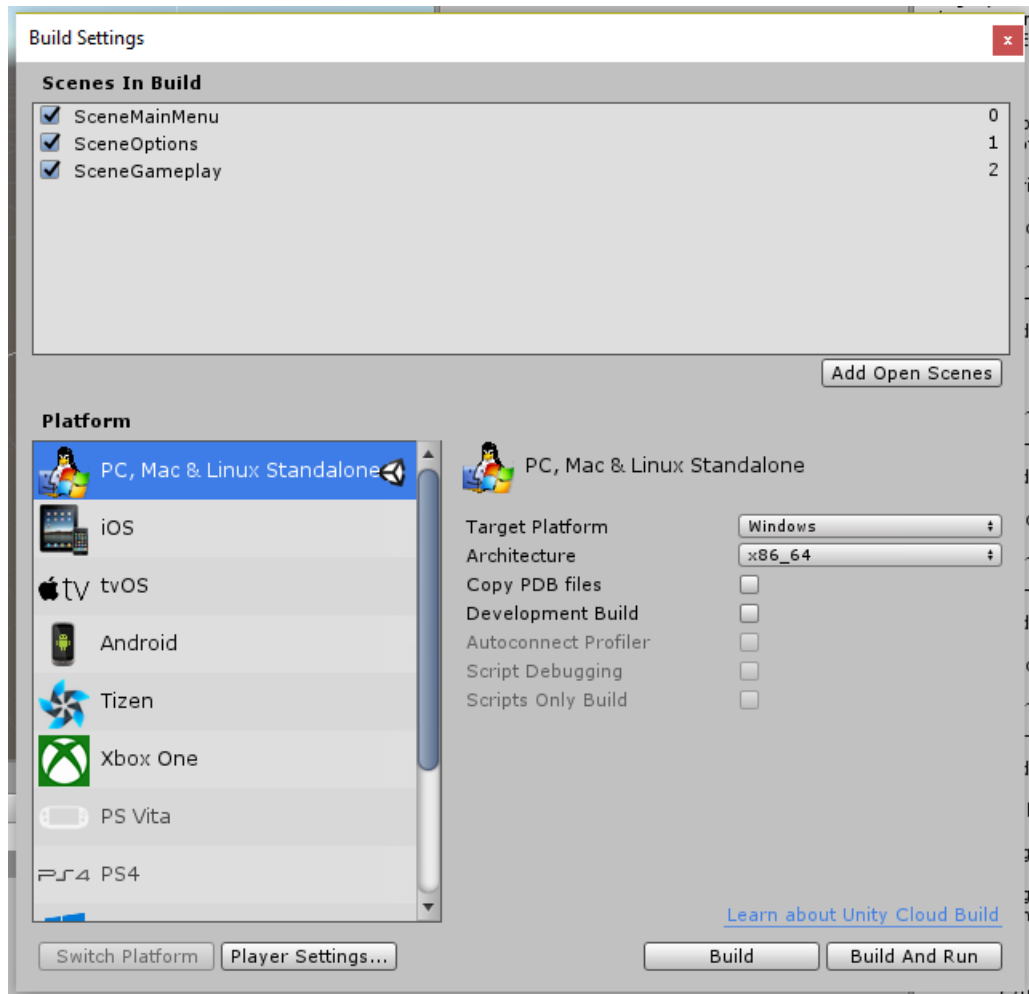 Build Settings
x
Scenes In Build
SceneMainMenu 0
SceneOptions 1
SceneGameplay 2
Add Open Scenes
Platform
PC, Mac & Linux Standalone
iOS
tv tvOS
Android
Tizen
Xbox One
PS Vita
PS4 PS4
PC, Mac & Linux Standalone
Target Platform Windows
Architecture x86_64
Copy PDB files
Development Build
Autoconnect Profiler
Script Debugging
Scripts Only Build
Learn about Unity Cloud Build
Switch Platform Player Settings... Build Build And Run